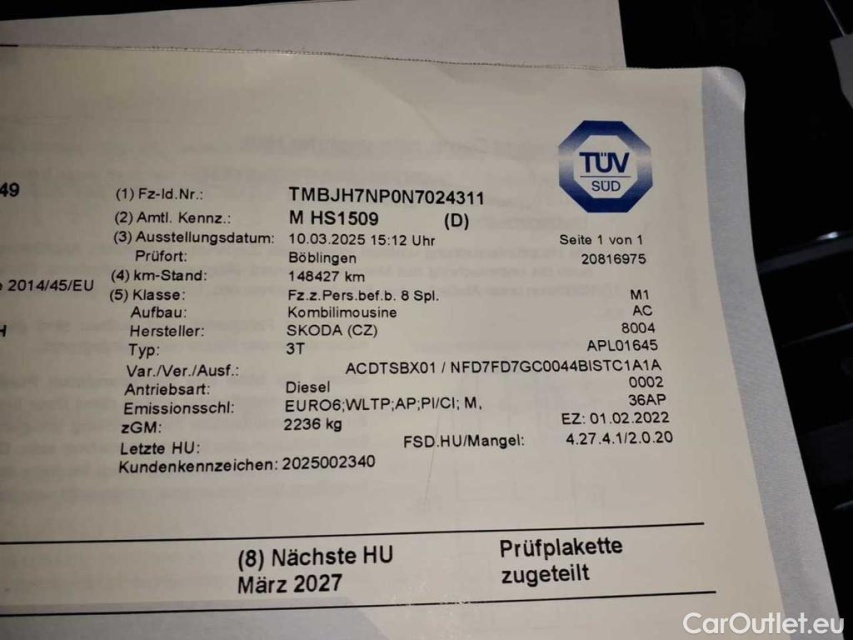 TÜV
SÜD
49
(1) Fz-Id.Nr.: TMBJH7NP0N7024311
(2) Amtl. Kennz.: M HS1509 (D)
(3) Ausstellungsdatum: 10.03.2025 15:12 Uhr Seite 1 von 1
Prüfort: Böblingen 20816975
2014/45/EU (4) km-Stand: 148427 km
(5) Klasse: Fz.z.Pers.bef.b. 8 Spl. M1
Aufbau: Kombilimousine AC
H Hersteller: SKODA (CZ) 8004
Typ: 3T APL01645
Var./Ver./Ausf.: ACDTSBX01 / NFD7FD7GC0044BISTC1A1A
Antriebsart: Diesel 0002
Emissionsschl: EURO6;WLTP;AP;PI/CI; M, 36AP
zGM: 2236 kg EZ: 01.02.2022
Letzte HU: FSD.HU/Mangel: 4.27.4.1/2.0.20
Kundenkennzeichen: 2025002340
(8) Nächste HU Prüfplakette
März 2027 zugeteilt
CarOutlet.eu